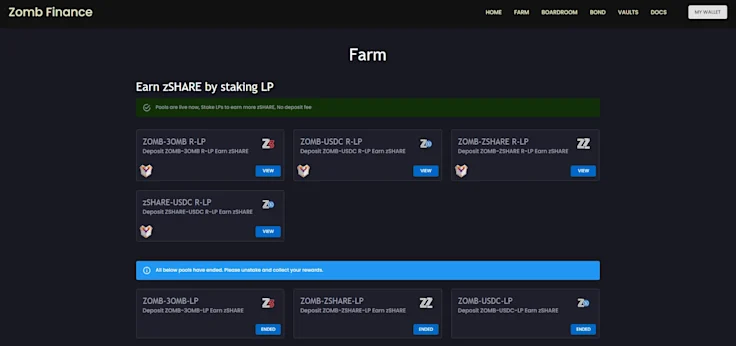 Zomb Finance
HOME FARM BOARDROOM BOND VAULTS DOCS MY WALLET
Farm
Earn zSHARE by staking LP
Pools are live now, Stake LPs to earn more zSHARE, No deposit fee
ZOMB-3OMB R-LP
Deposit ZOMB-3OMB R-LP Earn zSHARE
VIEW
ZOMB-USDC R-LP
Deposit ZOMB-USDC R-LP Earn zSHARE
VIEW
ZOMB-ZSHARE R-LP
Deposit ZOMB-ZSHARE R-LP Earn zSHARE
VIEW
zSHARE-USDC R-LP
Deposit ZSHARE-USDC R-LP Earn zSHARE
VIEW
All below pools have ended. Please unstake and collect your rewards.
ZOMB-3OMB-LP
Deposit ZOMB-3OMB-LP Earn zSHARE
ENDED
ZOMB-ZSHARE-LP
Deposit ZOMB-ZSHARE-LP Earn zSHARE
ENDED
ZOMB-USDC-LP
Deposit ZOMB-USDC-LP Earn zSHARE
ENDED